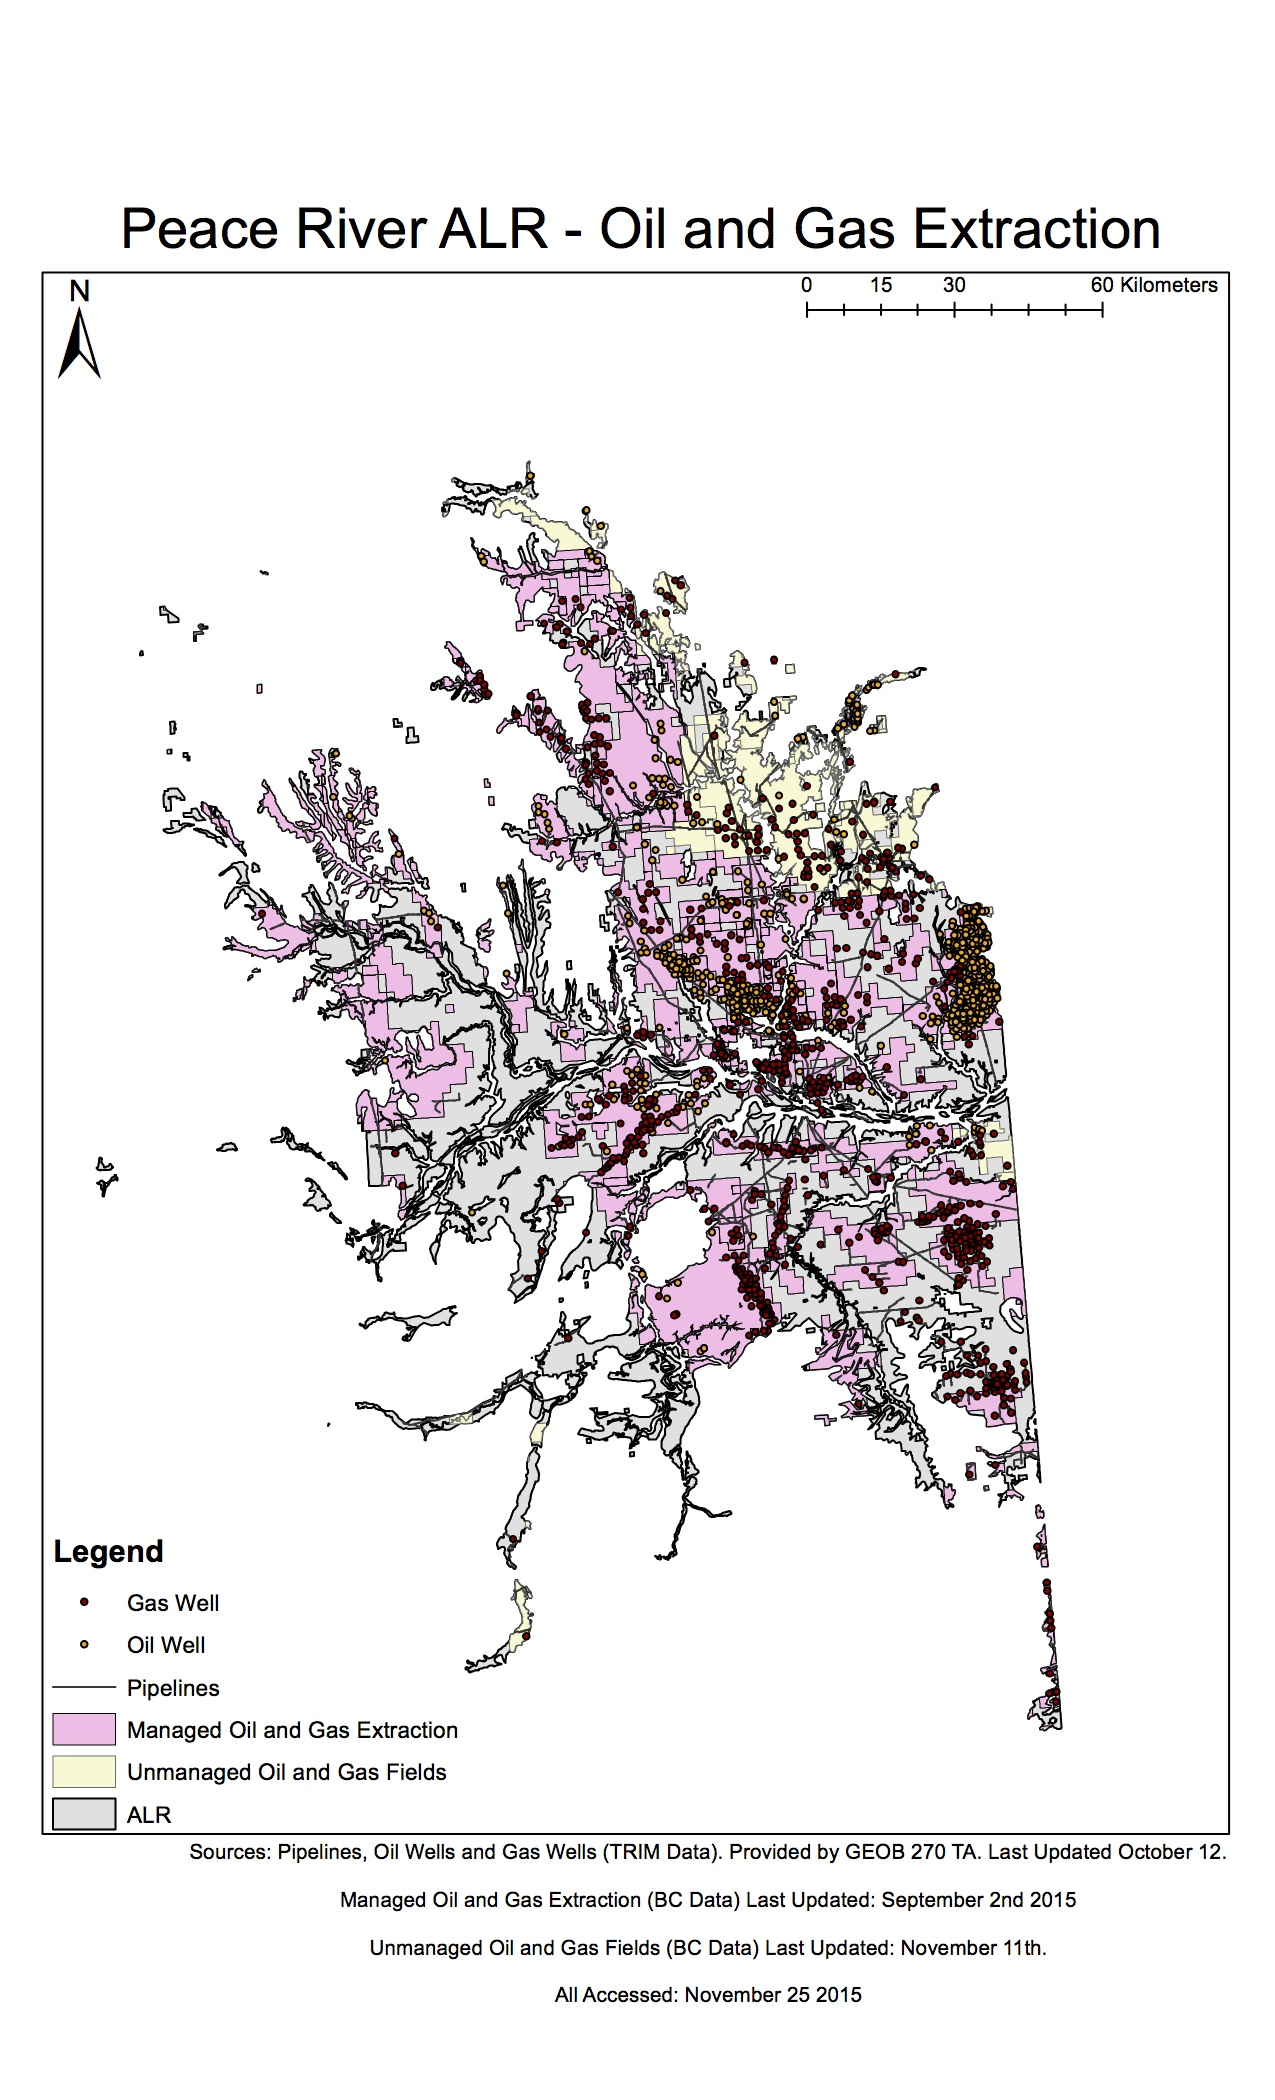 Peace River ALR - Oil and Gas Extraction
N
0 15 30 60 Kilometers
Legend
Gas Well
Oil Well
Pipelines
Managed Oil and Gas Extraction
Unmanaged Oil and Gas Fields
ALR
Sources: Pipelines, Oil Wells and Gas Wells (TRIM Data). Provided by GEOB 270 TA. Last Updated October 12.
Managed Oil and Gas Extraction (BC Data) Last Updated: September 2nd 2015
Unmanaged Oil and Gas Fields (BC Data) Last Updated: November 11th.
All Accessed: November 25 2015